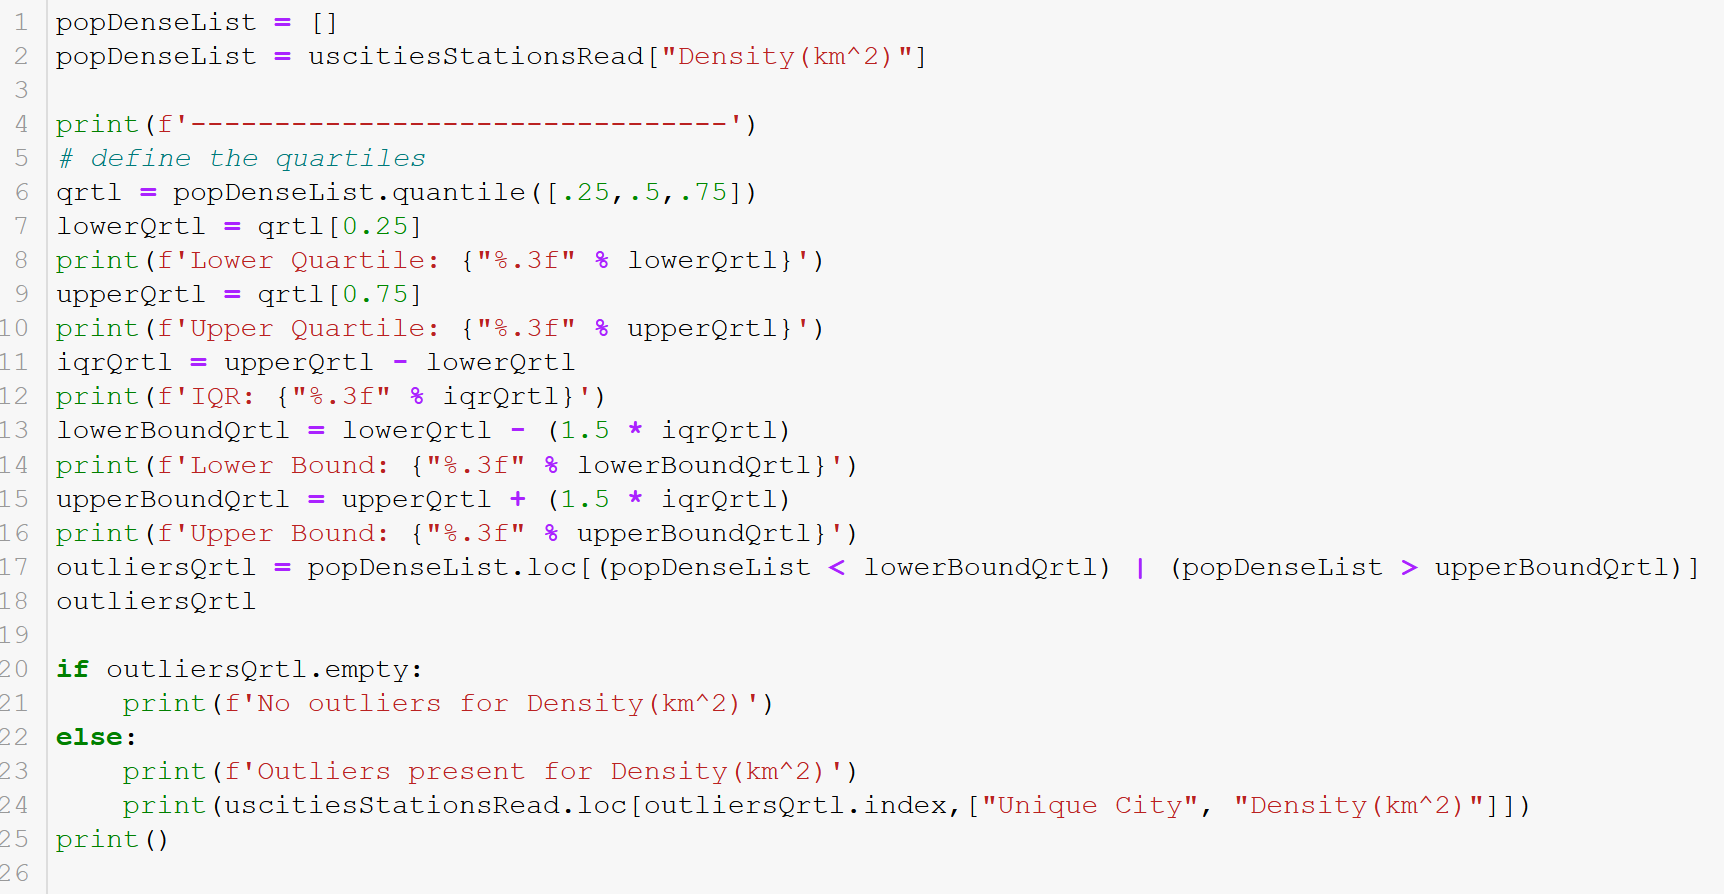 1 popDenseList = []
2 popDenseList = uscitiesStationsRead["Density(km^2)"]
3
4 print(f'--------------------------------')
5 # define the quartiles
6 qrtl = popDenseList.quantile([.25,.5,.75])
7 lowerQrtl = qrtl[0.25]
8 print(f'Lower Quartile: {"%.3f" % lowerQrtl}')
9 upperQrtl = qrtl[0.75]
10 print(f'Upper Quartile: {"%.3f" % upperQrtl}')
11 iqrQrtl = upperQrtl - lowerQrtl
12 print(f'IQR: {"%.3f" % iqrQrtl}')
13 lowerBoundQrtl = lowerQrtl - (1.5 * iqrQrtl)
14 print(f'Lower Bound: {"%.3f" % lowerBoundQrtl}')
15 upperBoundQrtl = upperQrtl + (1.5 * iqrQrtl)
16 print(f'Upper Bound: {"%.3f" % upperBoundQrtl}')
17 outliersQrtl = popDenseList.loc[(popDenseList < lowerBoundQrtl) | (popDenseList > upperBoundQrtl)]
18 outliersQrtl
19
20 if outliersQrtl.empty:
21     print(f'No outliers for Density(km^2)')
22 else:
23     print(f'Outliers present for Density(km^2)')
24     print(uscitiesStationsRead.loc[outliersQrtl.index,["Unique City", "Density(km^2)"]])
25 print()
26